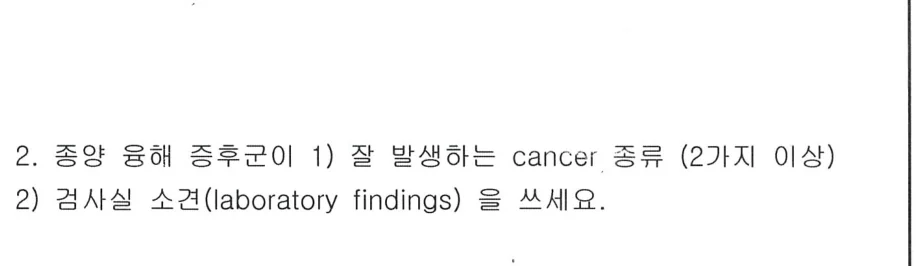 2. 종양 융해 증후군이 1) 잘 발생하는 cancer 종류 (2가지 이상)
2) 검사실 소견(laboratory findings) 을 쓰세요.